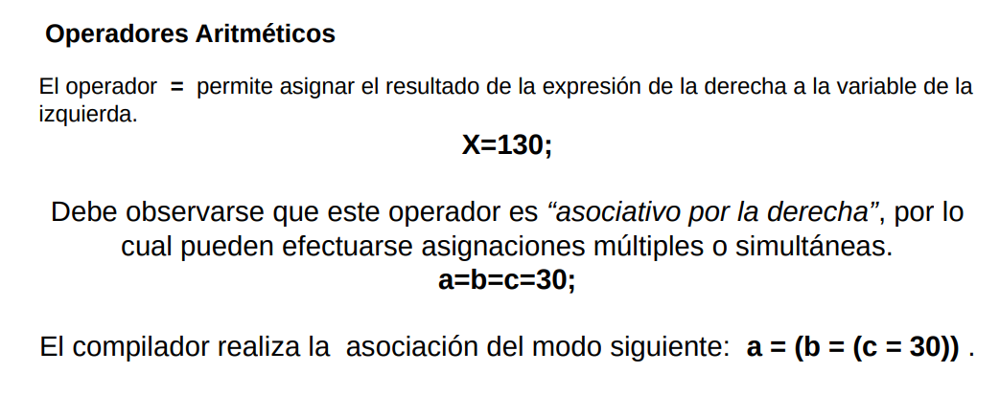 Operadores Aritméticos
El operador = permite asignar el resultado de la expresión de la derecha a la variable de la
izquierda.
X=130;
Debe observarse que este operador es “asociativo por la derecha”, por lo
cual pueden efectuarse asignaciones múltiples o simultáneas.
a=b=c=30;
El compilador realiza la asociación del modo siguiente: a = (b = (c = 30)) .